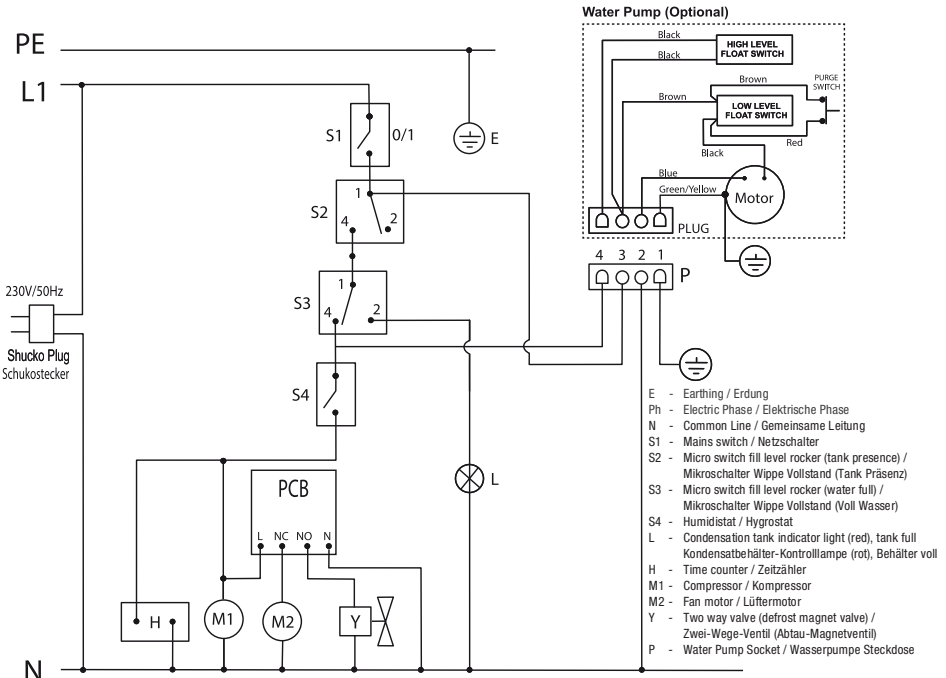 Water Pump (Optional)
PE
Black
HIGH LEVEL
FLOAT SWITCH
Black
L1
Brown
PURGE
SWITCH
Brown
LOW LEVEL
FLOAT SWITCH
S1
0/1
E
Red
Black
1
Blue
Green/Yellow
Motor
S2
4
2
PLUG
4 3 2 1
P
1
S3
4
2
230V/50Hz
Shucko Plug
Schukostecker
S4
E - Earthing / Erdung
Ph - Electric Phase / Elektrische Phase
N - Common Line / Gemeinsame Leitung
S1 - Mains switch / Netzschalter
S2 - Micro switch fill level rocker (tank presence) /
Mikroschalter Wippe Vollstand (Tank Präsenz)
S3 - Micro switch fill level rocker (water full) /
Mikroschalter Wippe Vollstand (Voll Wasser)
S4 - Humidistat / Hygrostat
L - Condensation tank indicator light (red), tank full
Kondensatbehälter-Kontrolllampe (rot), Behälter voll
H - Time counter / Zeitzähler
M1 - Compressor / Kompressor
M2 - Fan motor / Lüftermotor
Y - Two way valve (defrost magnet valve) /
Zwei-Wege-Ventil (Abtau-Magnetventil)
P - Water Pump Socket / Wasserpumpe Steckdose
L
PCB
L NC NO N
H
M1
M2
Y
N